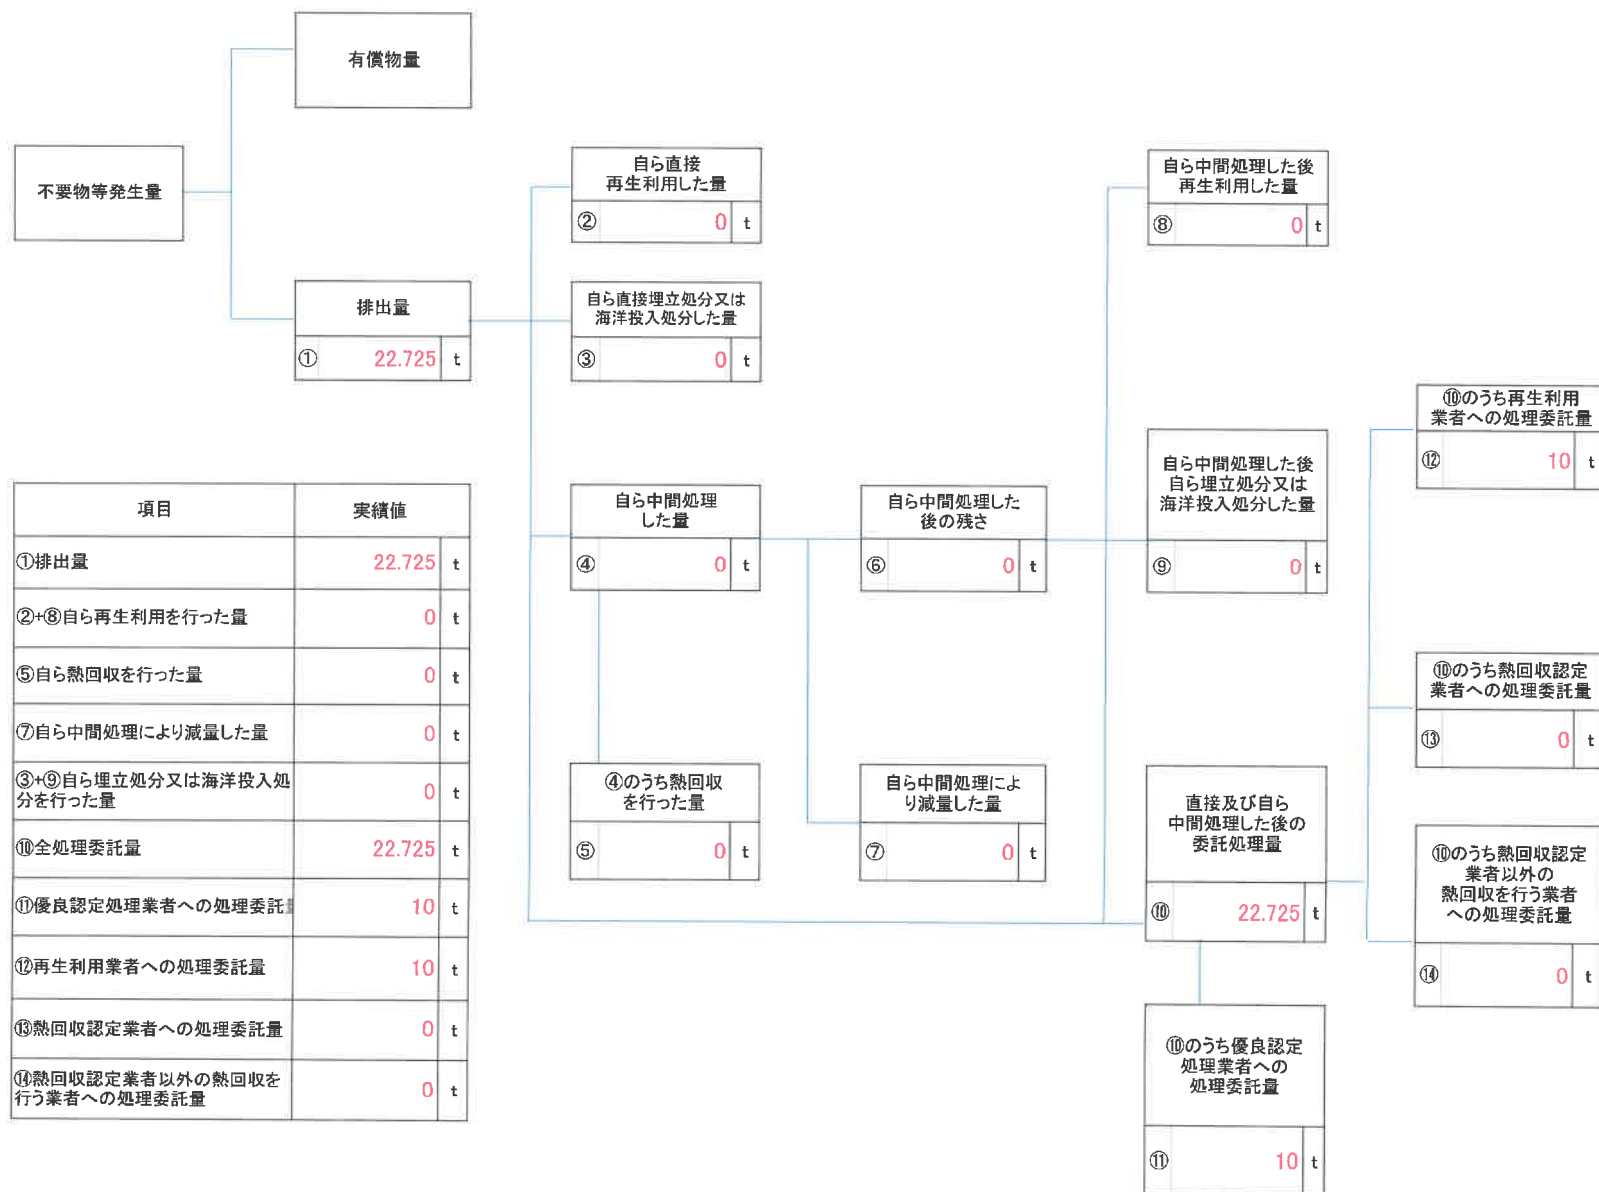 有償物量
不要物等発生量
排出量
① 22.725 t
自ら直接
再生利用した量
② 0 t
自ら直接埋立処分又は
海洋投入処分した量
③ 0 t
自ら中間処理
した量
④ 0 t
④のうち熱回収
を行った量
⑤ 0 t
自ら中間処理した
後の残さ
⑥ 0 t
自ら中間処理によ
り減量した量
⑦ 0 t
自ら中間処理した後
再生利用した量
⑧ 0 t
自ら中間処理した後
自ら埋立処分又は
海洋投入処分した量
⑨ 0 t
直接及び自ら
中間処理した後の
委託処理量
⑩ 22.725 t
⑩のうち優良認定
処理業者への
処理委託量
⑪ 10 t
⑩のうち再生利用
業者への処理委託量
⑫ 10 t
⑩のうち熱回収認定
業者への処理委託量
⑬ 0 t
⑩のうち熱回収認定
業者以外の
熱回収を行う業者
への処理委託量
⑭ 0 t
項目 実績値
①排出量 22.725 t
②+⑧自ら再生利用を行った量 0 t
⑤自ら熱回収を行った量 0 t
⑦自ら中間処理により減量した量 0 t
③+⑨自ら埋立処分又は海洋投入処
分を行った量 0 t
⑩全処理委託量 22.725 t
⑪優良認定処理業者への処理委託 10 t
⑫再生利用業者への処理委託量 10 t
⑬熱回収認定業者への処理委託量 0 t
⑭熱回収認定業者以外の熱回収を
行う業者への処理委託量 0 t